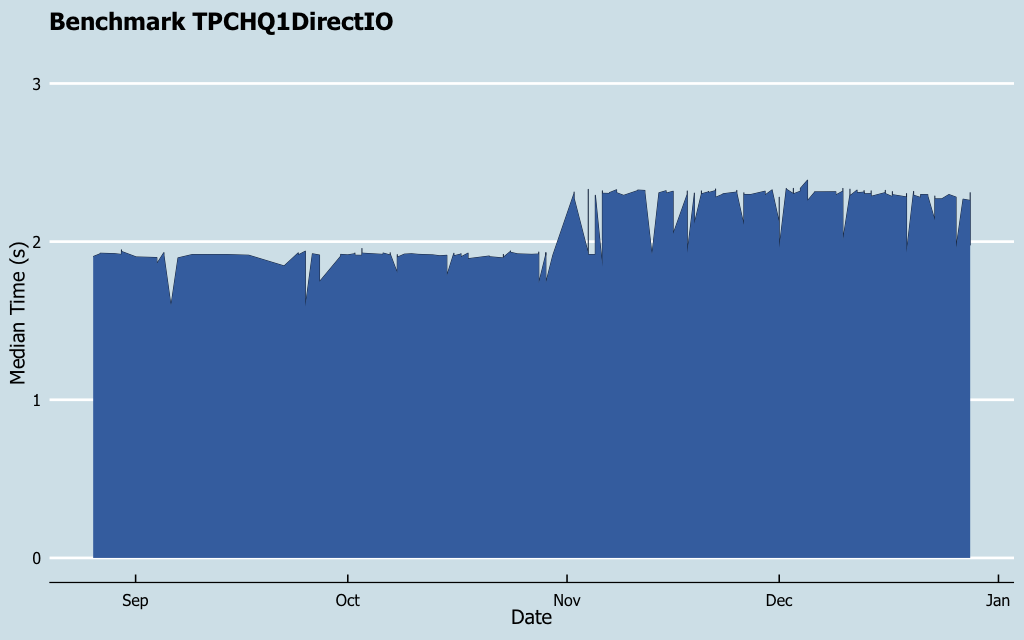 Benchmark TPCHQ1DirectIO
3
2
1
0
Median Time (s)
Sep Oct Nov Dec Jan
Date